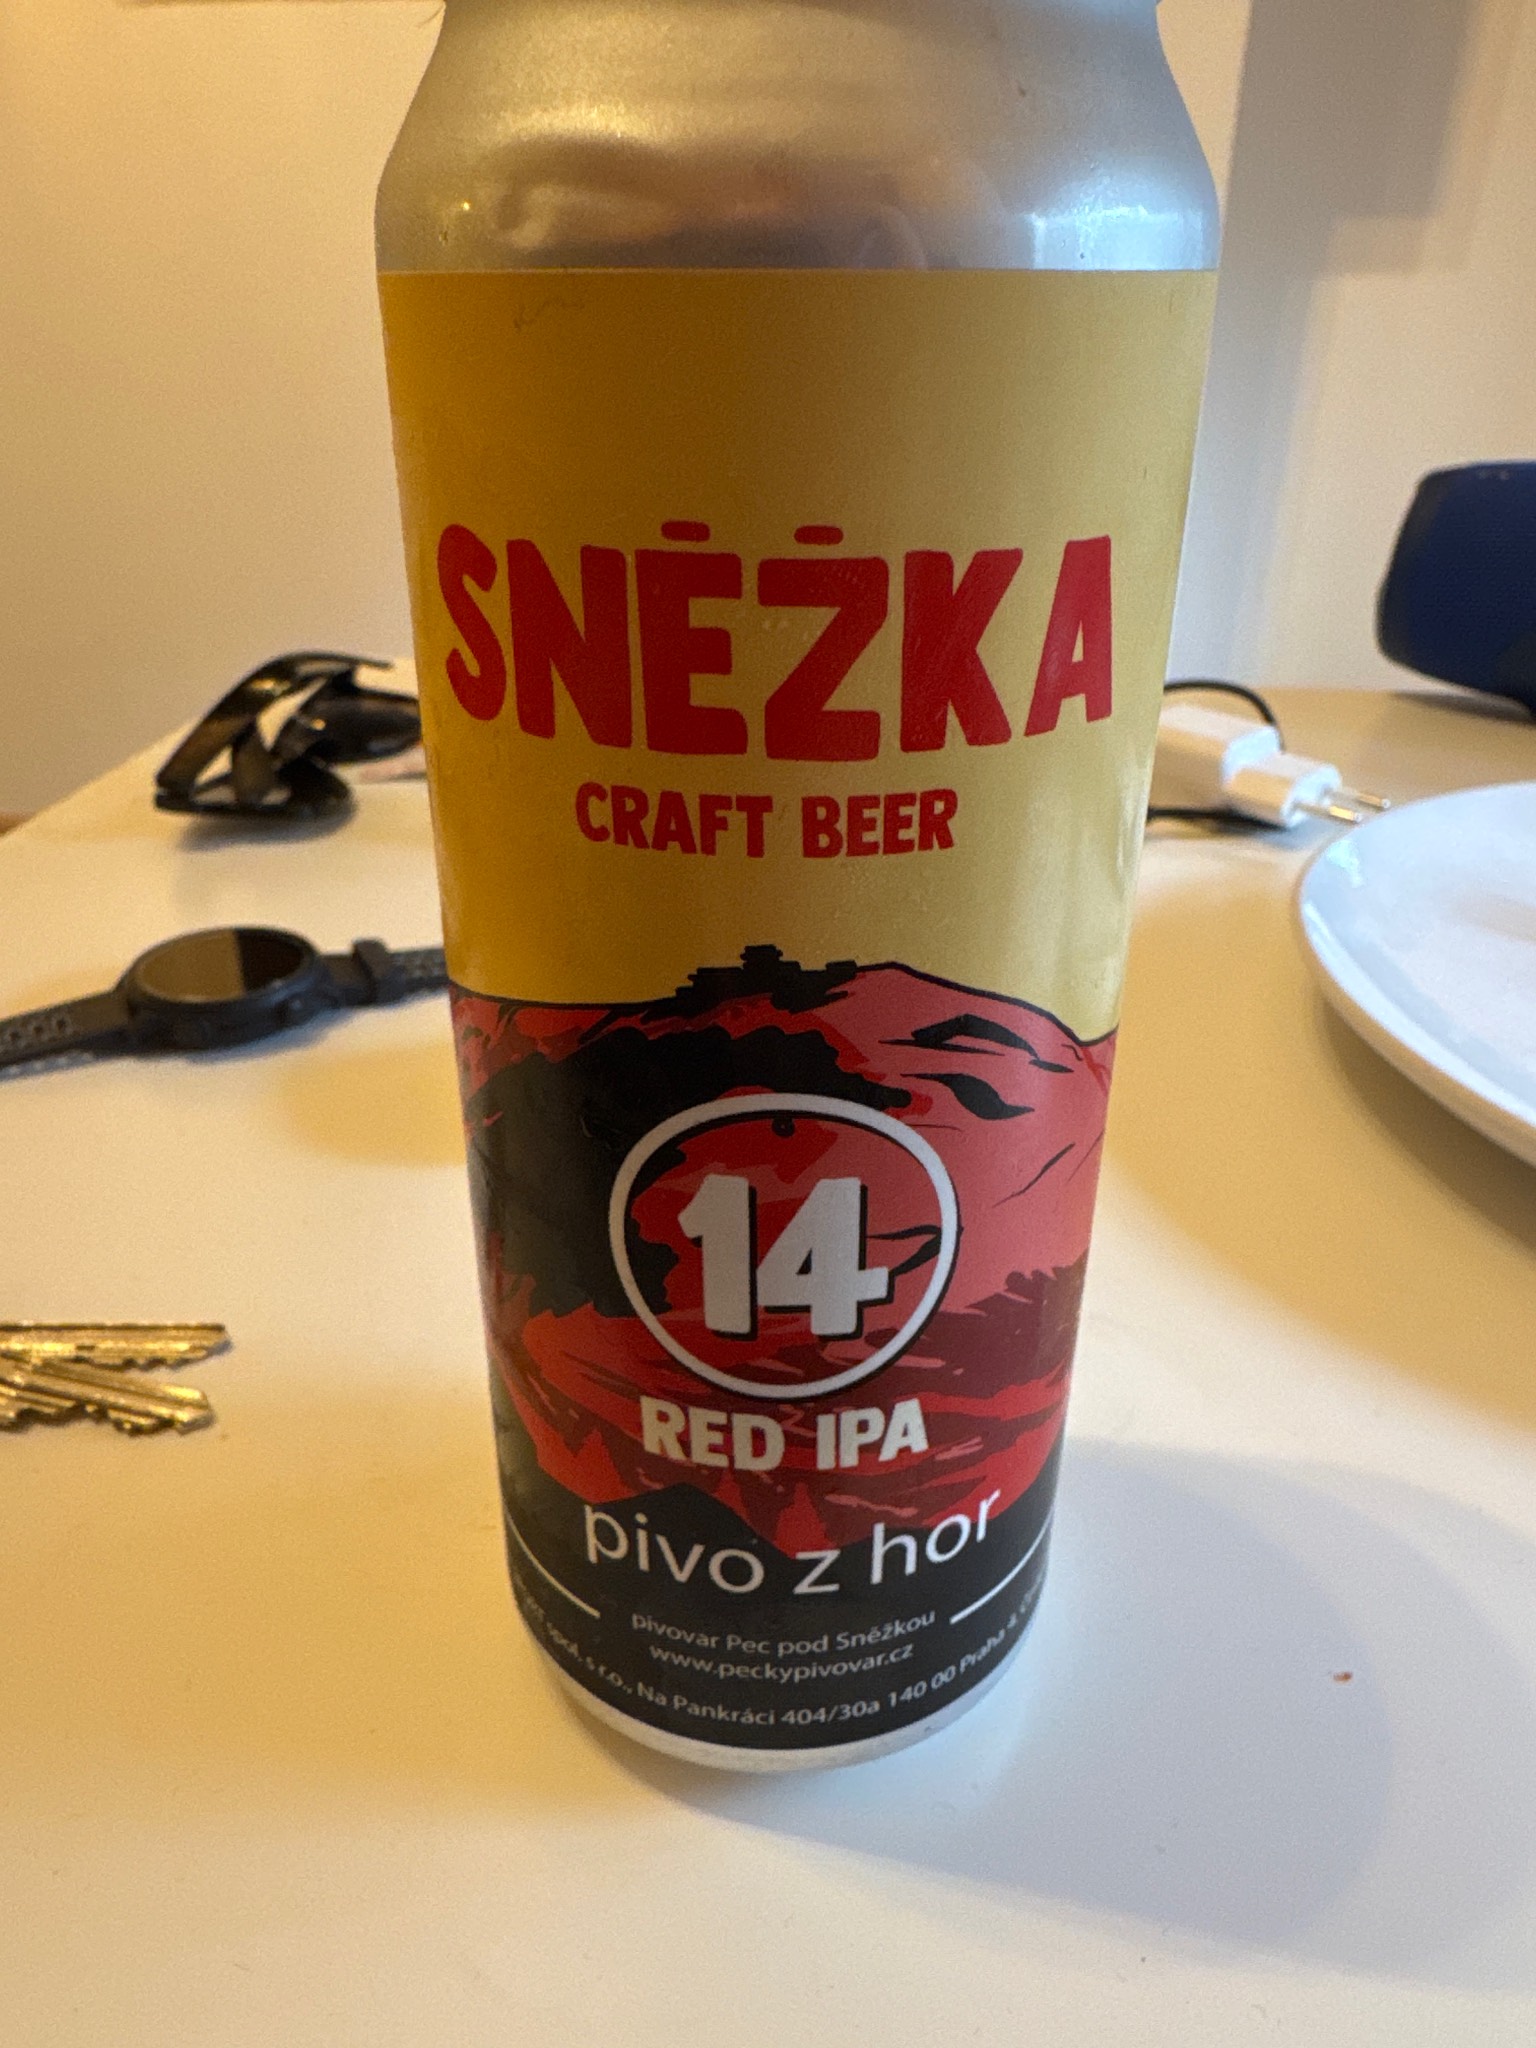 SNĚŽKA
CRAFT BEER
14
RED IPA
pivo z hor
pivovar Pec pod Sněžkou
www.peckypivovar.cz
spol. s r.o., Na Pankráci 404/30a 140 00 Praha 4